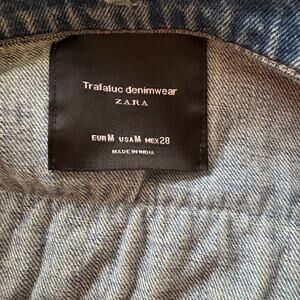 Trafaluc denimwear
ZARA
EUR M USA M MEX 28
MADE IN INDIA